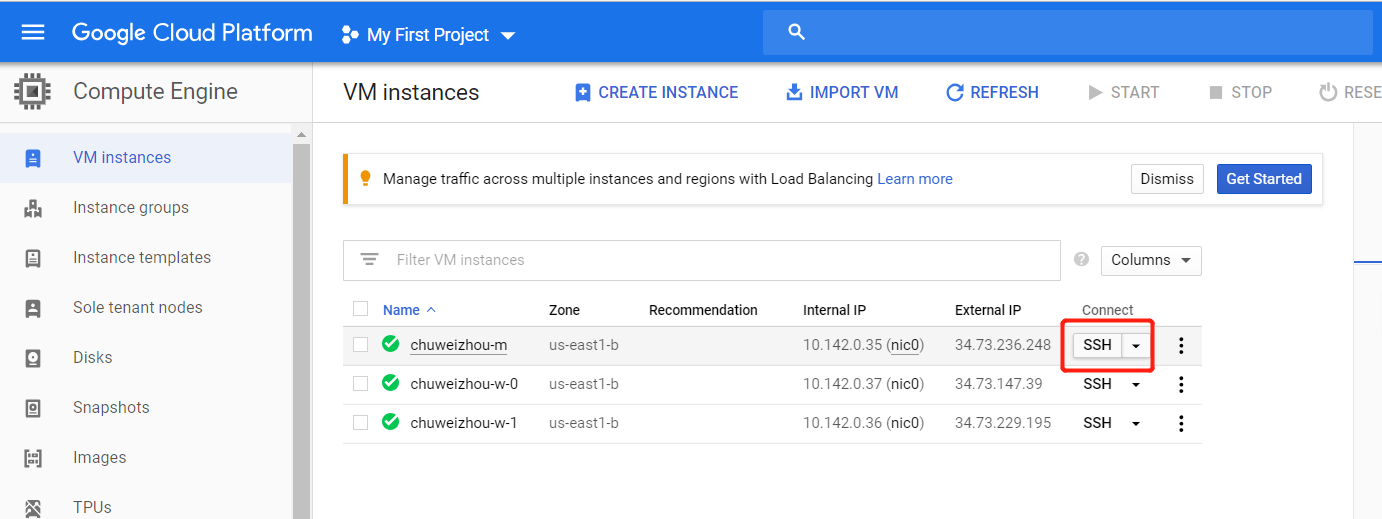 Google Cloud Platform My First Project
Compute Engine
VM instances CREATE INSTANCE IMPORT VM REFRESH START STOP RESE
VM instances
Instance groups
Instance templates
Sole tenant nodes
Disks
Snapshots
Images
TPUs
Manage traffic across multiple instances and regions with Load Balancing Learn more Dismiss Get Started
Filter VM instances ? Columns
Name Zone Recommendation Internal IP External IP Connect
chuweizhou-m us-east1-b 10.142.0.35 (nic0) 34.73.236.248 SSH
chuweizhou-w-0 us-east1-b 10.142.0.37 (nic0) 34.73.147.39 SSH
chuweizhou-w-1 us-east1-b 10.142.0.36 (nic0) 34.73.229.195 SSH